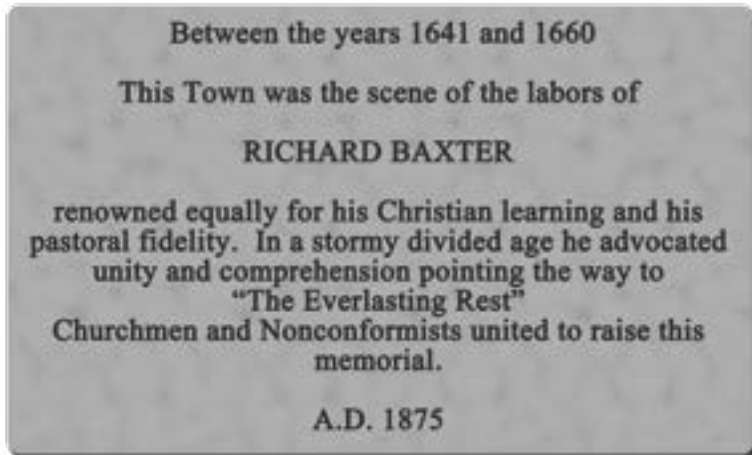 Between the years 1641 and 1660
This Town was the scene of the labors of
RICHARD BAXTER
renowned equally for his Christian learning and his
pastoral fidelity.  In a stormy divided age he advocated
unity and comprehension pointing the way to
“The Everlasting Rest”
Churchmen and Nonconformists united to raise this
memorial.
A.D. 1875